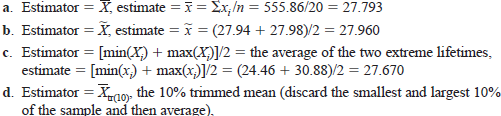 a. Estimator = X̅, estimate = x̅ = Σxᵢ/n = 555.86/20 = 27.793
b. Estimator = X̃, estimate = x̃ = (27.94 + 27.98)/2 = 27.960
c. Estimator = [min(Xᵢ) + max(Xᵢ)]/2 = the average of the two extreme lifetimes,
estimate = [min(xᵢ) + max(xᵢ)]/2 = (24.46 + 30.88)/2 = 27.670
d. Estimator = X̅tr(10), the 10% trimmed mean (discard the smallest and largest 10%
of the sample and then average),